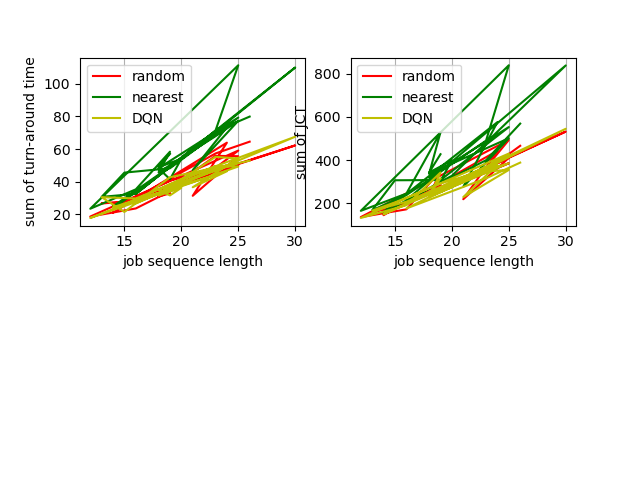 sum of turn-around time
100
80
60
40
20
random
nearest
DQN
15
20
25
30
job sequence length
sum of JCT
800
600
400
200
random
nearest
DQN
15
20
25
30
job sequence length